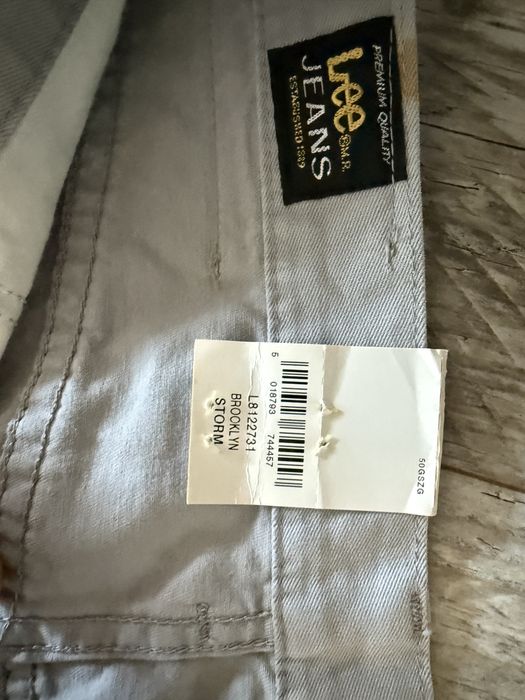 PREMIUM QUALITY
Lee ®M.R.
JEANS
ESTABLISHED 1889
50GSZG
5 018793 744457
L8122731
BROOKLYN
STORM